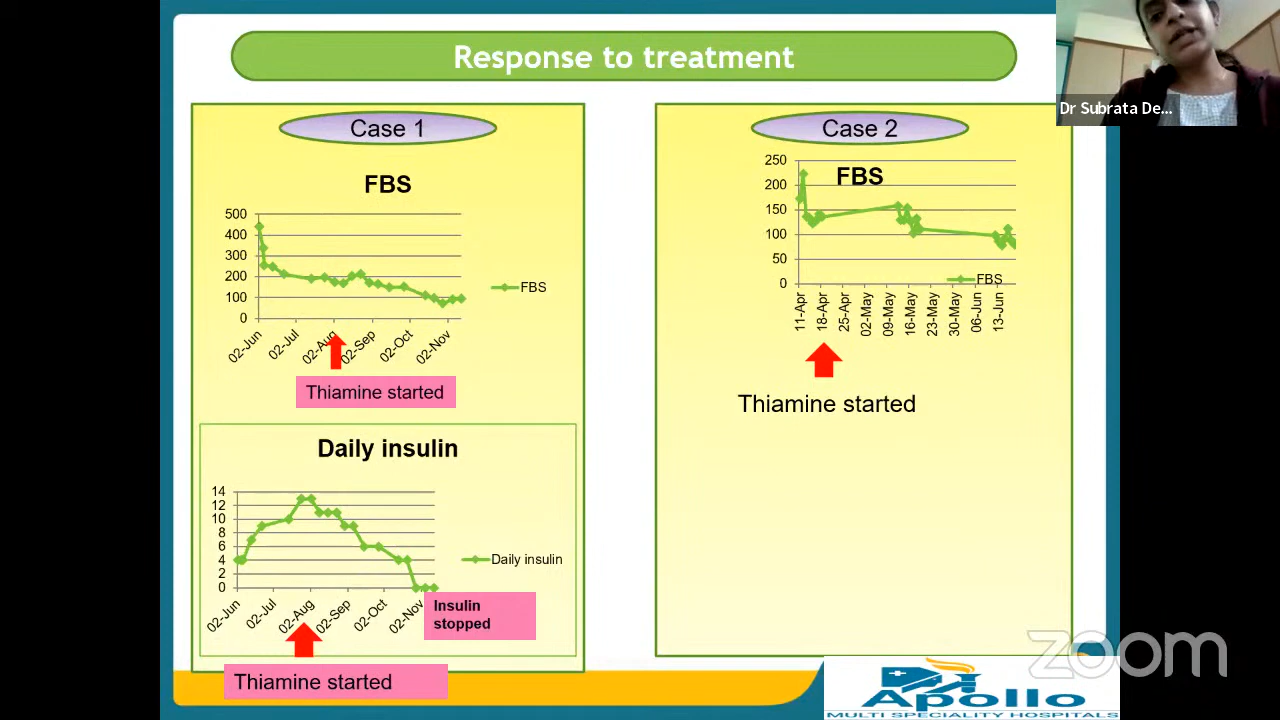 Response to treatment
Dr Subrata De...
Case 1
FBS
500
400
300
200
100
0
02-Jun
02-Jul
02-Aug
02-Sep
02-Oct
02-Nov
FBS
Thiamine started
Daily insulin
14
12
10
8
6
4
2
0
02-Jun
02-Jul
02-Aug
02-Sep
02-Oct
02-Nov
Daily insulin
Insulin
stopped
Thiamine started
Case 2
FBS
250
200
150
100
50
0
11-Apr
18-Apr
25-Apr
02-May
09-May
16-May
23-May
30-May
06-Jun
13-Jun
FBS
Thiamine started
zoom
Apollo
MULTI SPECIALITY HOSPITALS